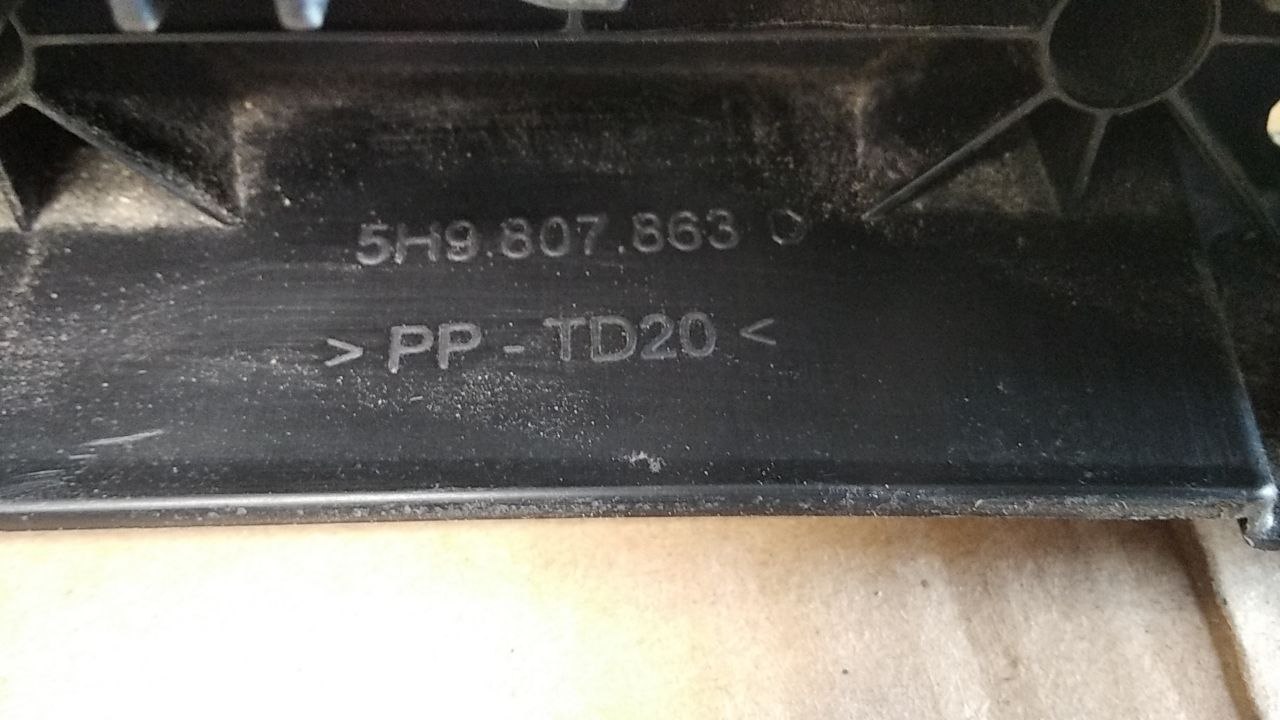 5H9.807.863 D
> PP - TD20 <